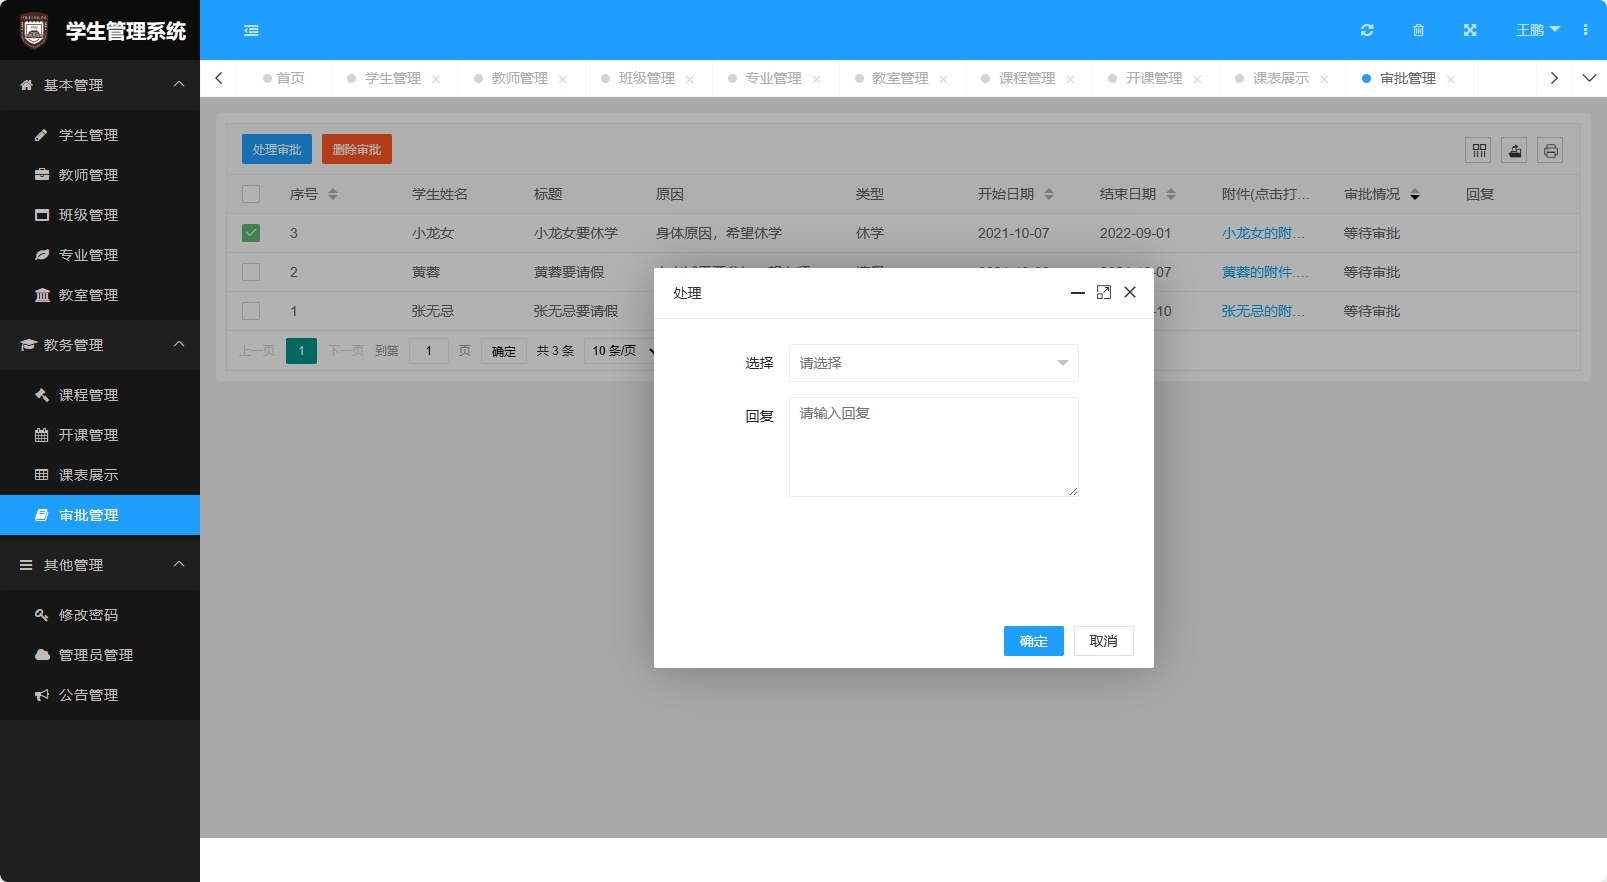 学生管理系统
王鹏
首页 学生管理 教师管理 班级管理 专业管理 教室管理 课程管理 开课管理 课表展示 审批管理
基本管理
学生管理
教师管理
班级管理
专业管理
教室管理
教务管理
课程管理
开课管理
课表展示
审批管理
其他管理
修改密码
管理员管理
公告管理
处理审批 删除审批
序号 学生姓名 标题 原因 类型 开始日期 结束日期 附件(点击打... 审批情况 回复
3 小龙女 小龙女要休学 身体原因，希望休学 休学 2021-10-07 2022-09-01 小龙女的附... 等待审批
2 黄蓉 黄蓉要请假 -07 黄蓉的附件.... 等待审批
1 张无忌 张无忌要请假 -10 张无忌的附... 等待审批
上一页 1 下一页 到第 1 页 确定 共 3 条 10 条/页
处理
选择 请选择
回复 请输入回复
确定 取消